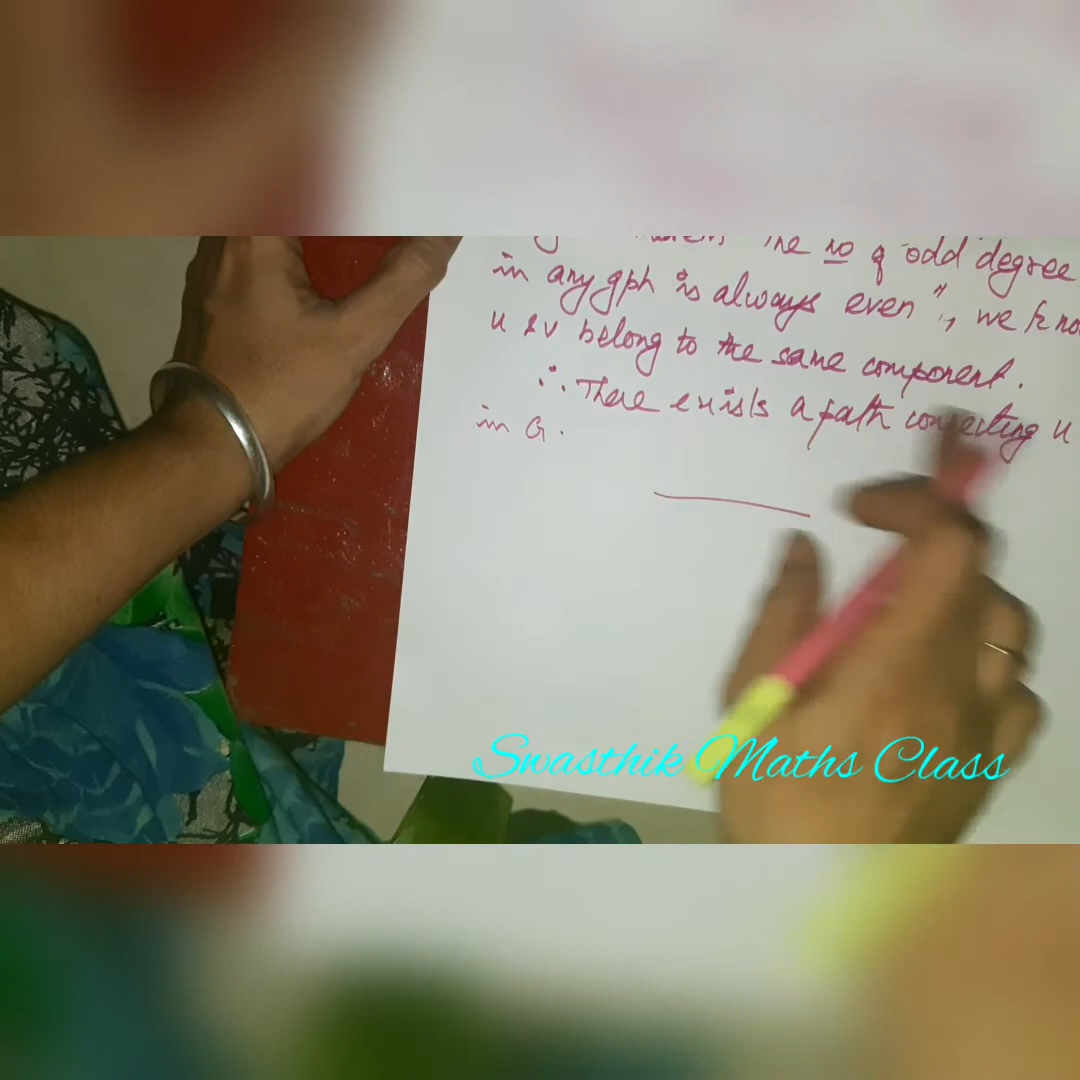 the no of odd degree
in any gph is always even", we know
u & v belong to the same component.
∴ There exists a path connecting u
in G.
Swasthik Maths Class